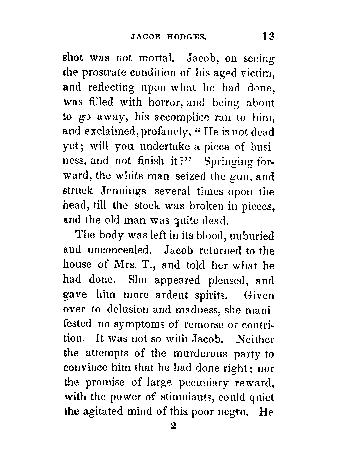 JACOB HODGES. 13
shot was not mortal. Jacob, on seeing
the prostrate condition of his aged victim,
and reflecting upon what he had done,
was filled with horror, and being about
to go away, his accomplice ran to him,
and exclaimed, profanely, "He is not dead
yet; will you undertake a piece of busi
ness, and not finish it?" Springing for-
ward, the white man seized the gun, and
struck Jennings several times upon the
head, till the stock was broken in pieces,
and the old man was quite dead.
The body was left in its blood, unburied
and unconcealed. Jacob returned to the
house of Mrs. T., and told her what he
had done. She appeared pleased, and
gave him more ardent spirits. Given
over to delusion and madness, she mani
fested no symptoms of remorse or contri-
tion. It was not so with Jacob. Neither
the attempts of the murderous party to
convince him that he had done right; nor
the promise of large pecuniary reward,
with the power of stimulants, could quiet
the agitated mind of this poor negro. He
2